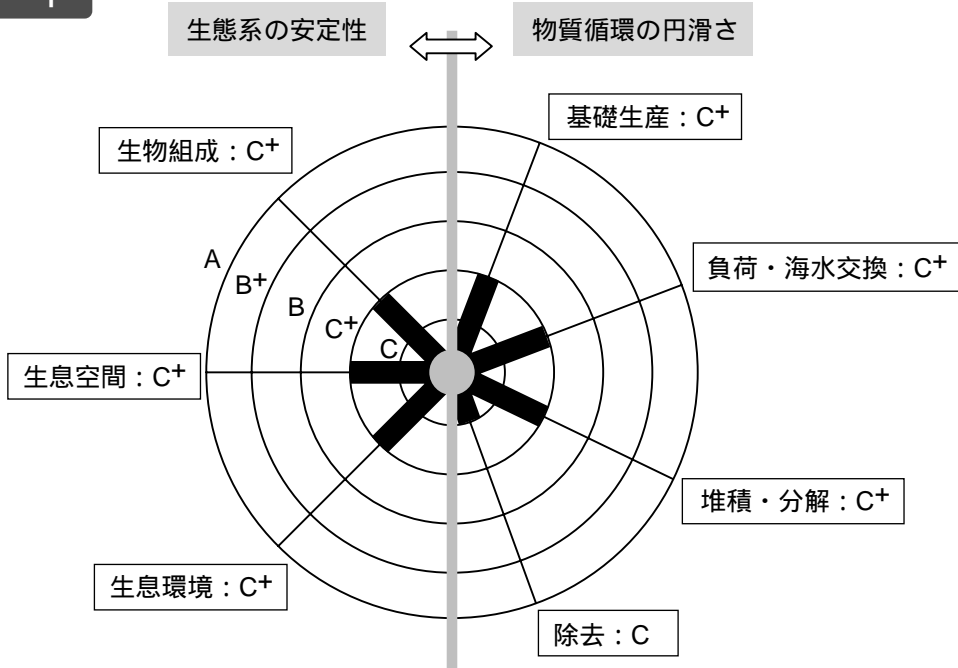 生態系の安定性
物質循環の円滑さ
基礎生産：C+
生物組成：C+
A
B+
B
C+
C
負荷・海水交換：C+
生息空間：C+
堆積・分解：C+
生息環境：C+
除去：C